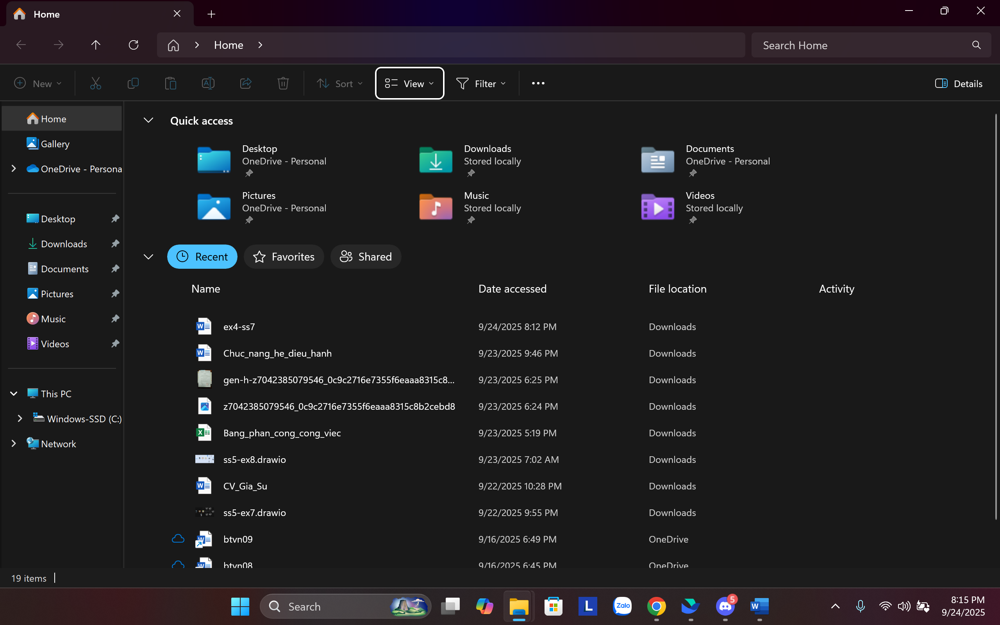 Home
Home
Search Home
New
Sort
View
Filter
Details
Home
Gallery
OneDrive - Persona
Desktop
Downloads
Documents
Pictures
Music
Videos
This PC
Windows-SSD (C:)
Network
Quick access
Desktop
OneDrive - Personal
Downloads
Stored locally
Documents
OneDrive - Personal
Pictures
OneDrive - Personal
Music
Stored locally
Videos
Stored locally
Recent Favorites Shared
Name Date accessed File location Activity
ex4-ss7 9/24/2025 8:12 PM Downloads
Chuc_nang_he_dieu_hanh 9/23/2025 9:46 PM Downloads
gen-h-z7042385079546_0c9c2716e7355f6eaaa8315c8... 9/23/2025 6:25 PM Downloads
z7042385079546_0c9c2716e7355f6eaaa8315c8b2cebd8 9/23/2025 6:24 PM Downloads
Bang_phan_cong_cong_viec 9/23/2025 5:19 PM Downloads
ss5-ex8.drawio 9/23/2025 7:02 AM Downloads
CV_Gia_Su 9/22/2025 10:28 PM Downloads
ss5-ex7.drawio 9/22/2025 9:55 PM Downloads
btvn09 9/16/2025 6:49 PM OneDrive
btvn08 9/16/2025 6:45 PM OneDrive
19 items
Search
L
Zalo
5
W
8:15 PM
9/24/2025